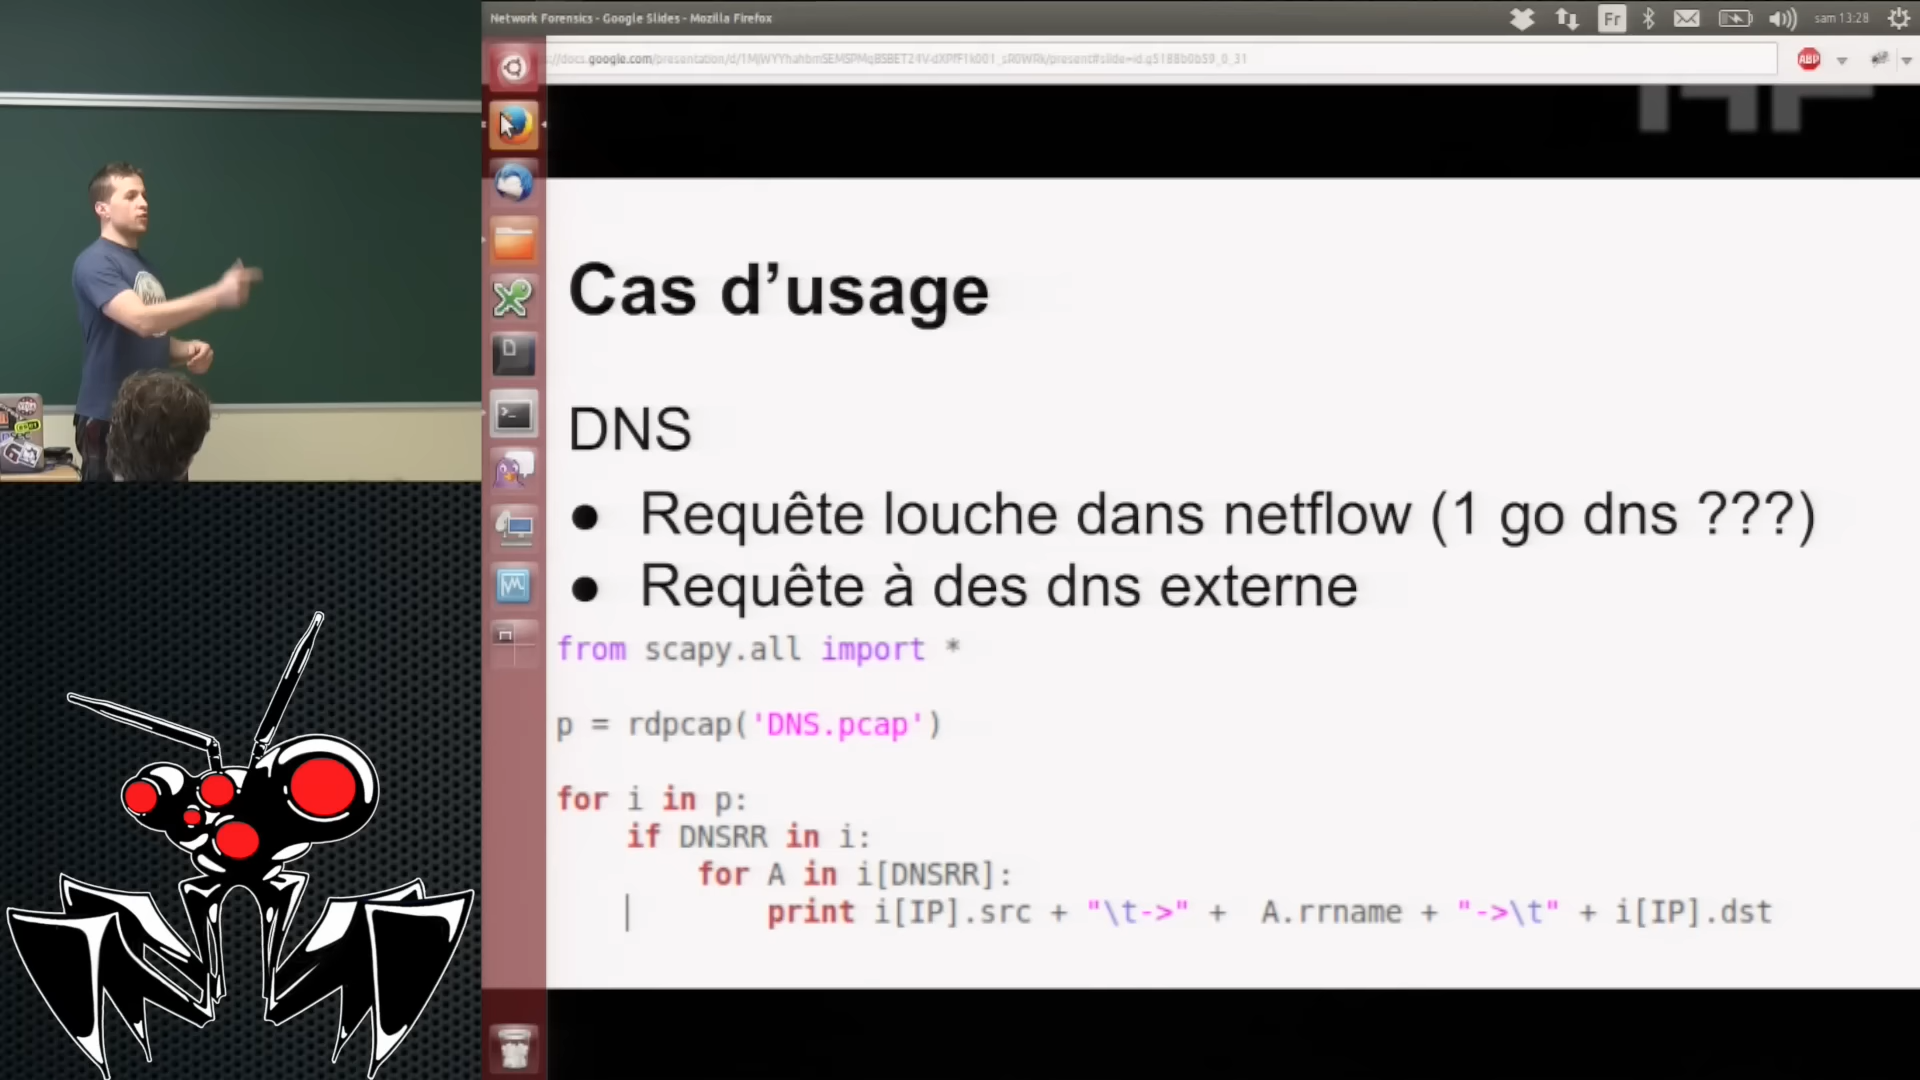 Network Forensics - Google Slides - Mozilla Firefox
Fr
sam 13:28
ABP
Cas d’usage
DNS
● Requête louche dans netflow (1 go dns ???)
● Requête à des dns externe
from scapy.all import *
p = rdpcap('DNS.pcap')
for i in p:
if DNSRR in i:
for A in i[DNSRR]:
print i[IP].src + "\t->" + A.rrname + "->\t" + i[IP].dst